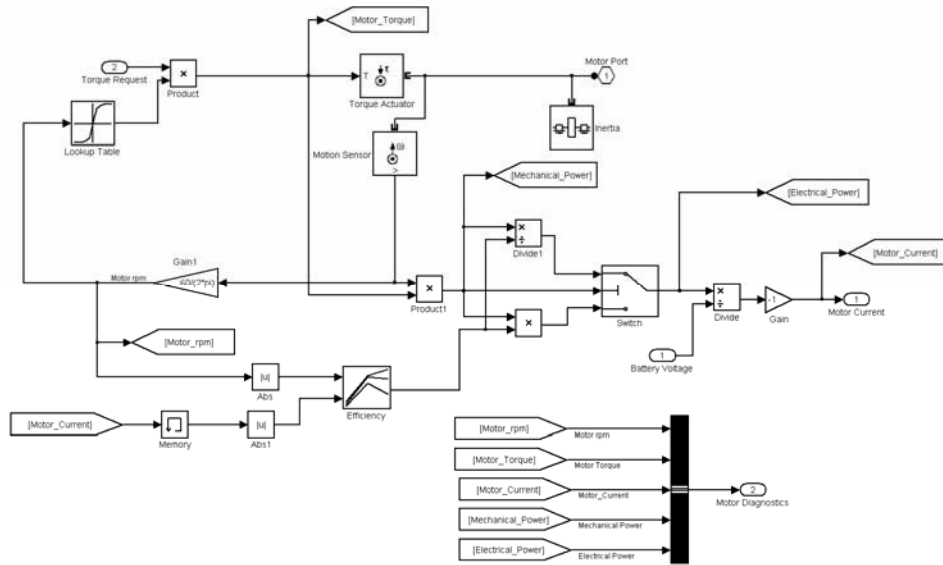 [Motor_Torque]
2
Torque Request
×
Product
T
Torque Actuator
Motor Port
1
Lookup Table
Motion Sensor
Inertia
[Mechanical_Power]
[Electrical_Power]
×
÷
Divide1
[Motor_Current]
Gain1
Motor rpm
60/(2*pi)
×
Product1
Switch
×
÷
Divide
-1
Gain
1
Motor Current
×
[Motor_rpm]
1
Battery Voltage
|u|
Abs
Efficiency
[Motor_Current]
Memory
|u|
Abs1
[Motor_rpm]
Motor rpm
[Motor_Torque]
Motor Torque
[Motor_Current]
Motor_Current
2
Motor Diagnostics
[Mechanical_Power]
Mechanical Power
[Electrical_Power]
Electrical Power